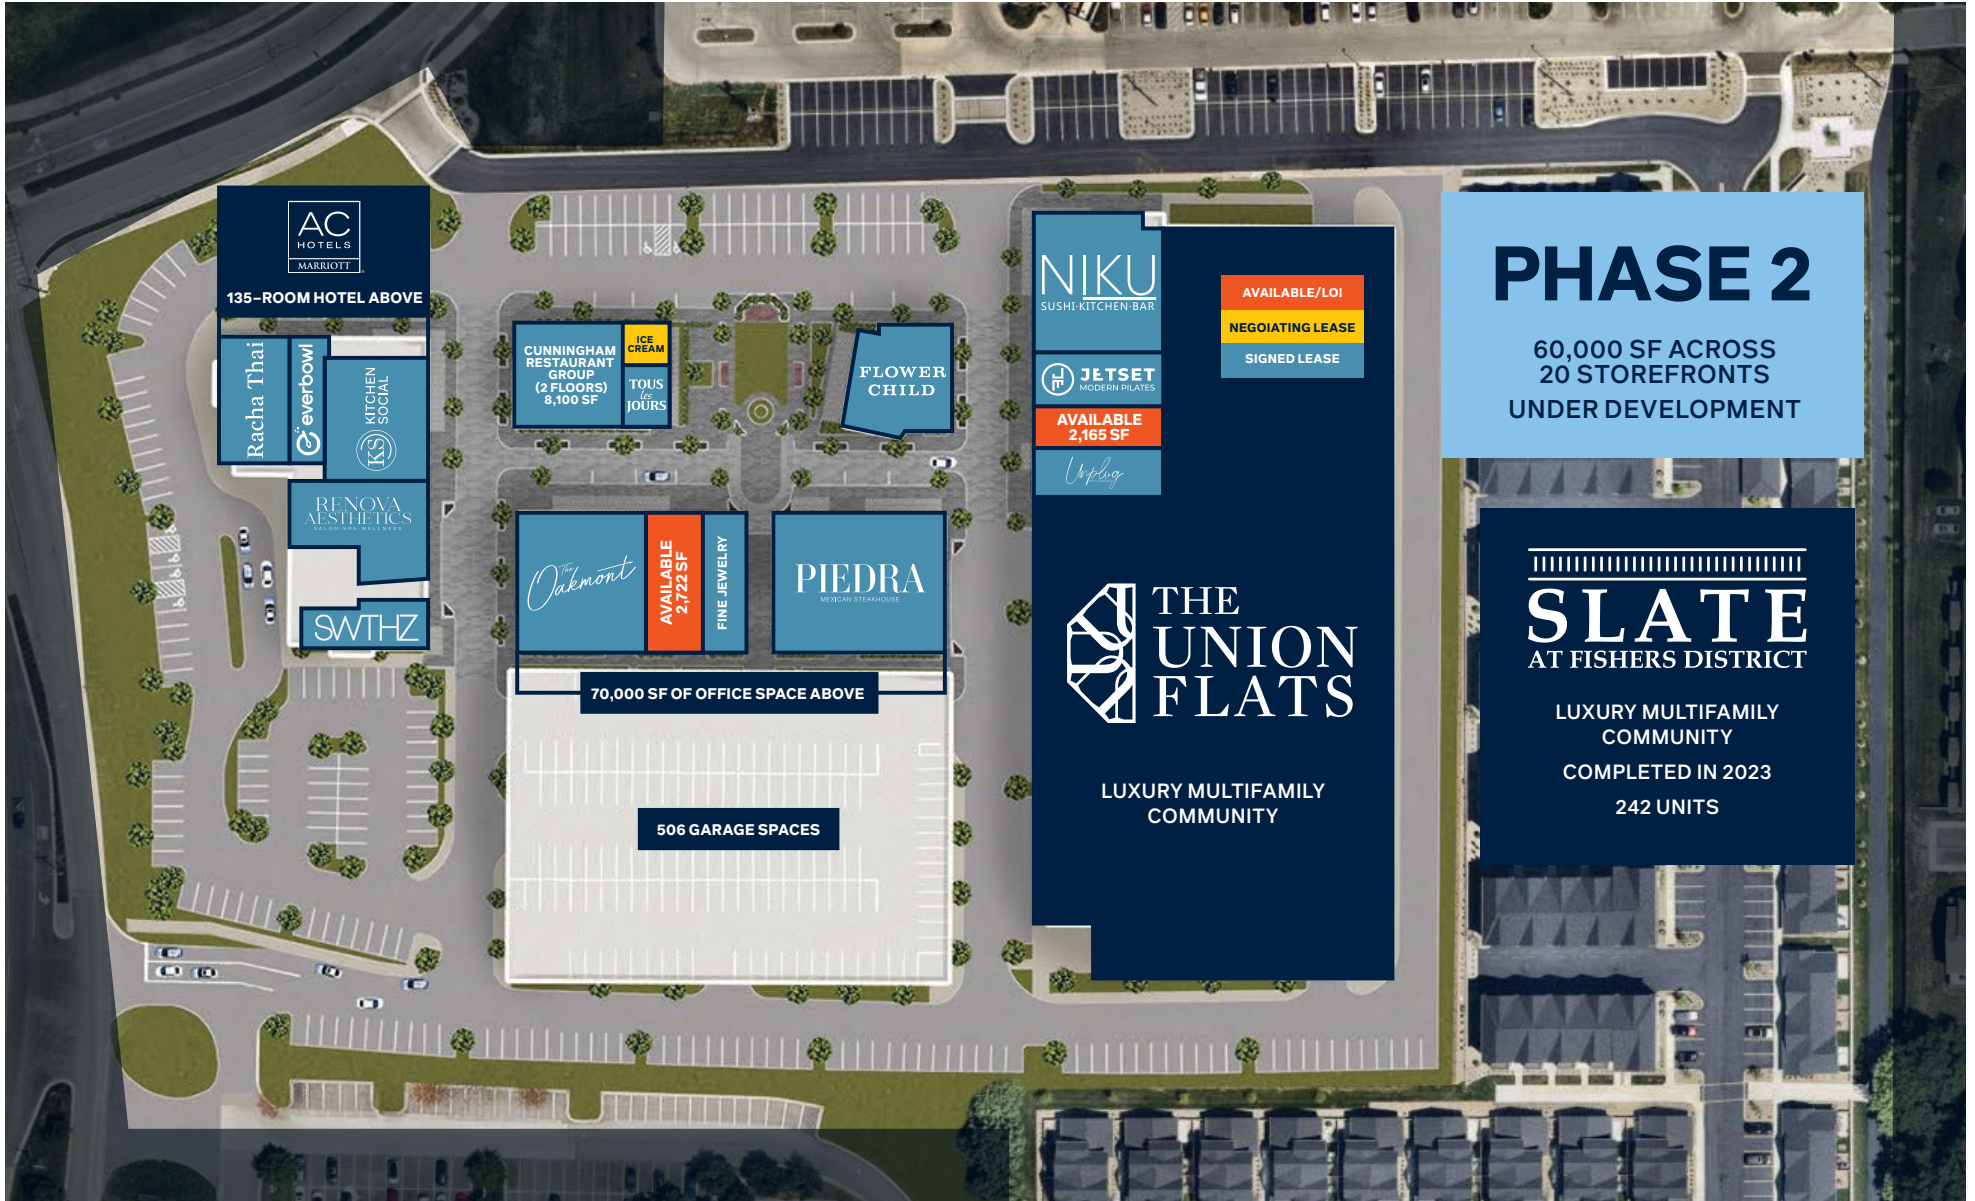 AC
HOTELS
MARRIOTT
135-ROOM HOTEL ABOVE
Racha Thai
everbowl
KS
KITCHEN
SOCIAL
RENOVA
AESTHETICS
SALON·SPA·WELLNESS
SWTHZ
CUNNINGHAM
RESTAURANT
GROUP
(2 FLOORS)
8,100 SF
ICE
CREAM
TOUS
les
JOURS
FLOWER
CHILD
The
Oakmont
AVAILABLE
2,722 SF
FINE JEWELRY
PIEDRA
MEXICAN STEAKHOUSE
70,000 SF OF OFFICE SPACE ABOVE
506 GARAGE SPACES
NIKU
SUSHI·KITCHEN·BAR
JETSET
MODERN PILATES
AVAILABLE
2,165 SF
Unplug
AVAILABLE/LOI
NEGOIATING LEASE
SIGNED LEASE
THE
UNION
FLATS
LUXURY MULTIFAMILY
COMMUNITY
PHASE 2
60,000 SF ACROSS
20 STOREFRONTS
UNDER DEVELOPMENT
SLATE
AT FISHERS DISTRICT
LUXURY MULTIFAMILY
COMMUNITY
COMPLETED IN 2023
242 UNITS